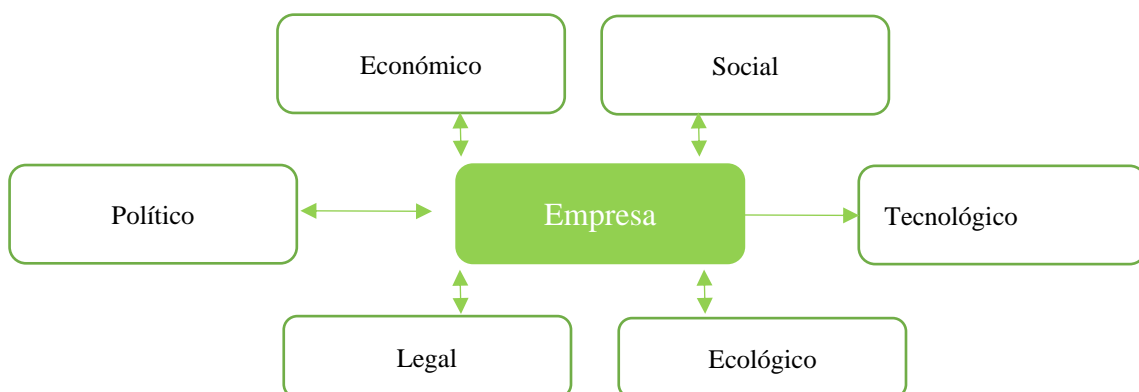 Económico
Social
Político
Empresa
Tecnológico
Legal
Ecológico